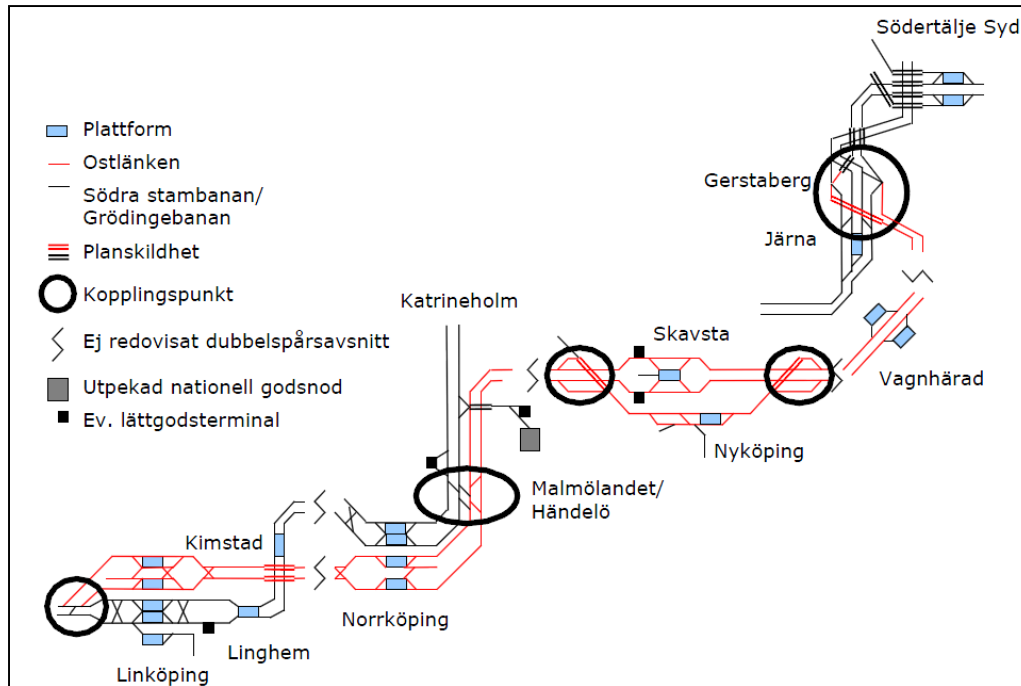 Södertälje Syd
Plattform
Ostlänken
Södra stambanan/
Grödingebanan
Planskildhet
Kopplingspunkt
Ej redovisat dubbelspårsavsnitt
Utpekad nationell godsnod
Ev. lättgodsterminal
Gerstaberg
Järna
Katrineholm
Skavsta
Vagnhärad
Nyköping
Malmölandet/
Händelö
Kimstad
Norrköping
Linghem
Linköping